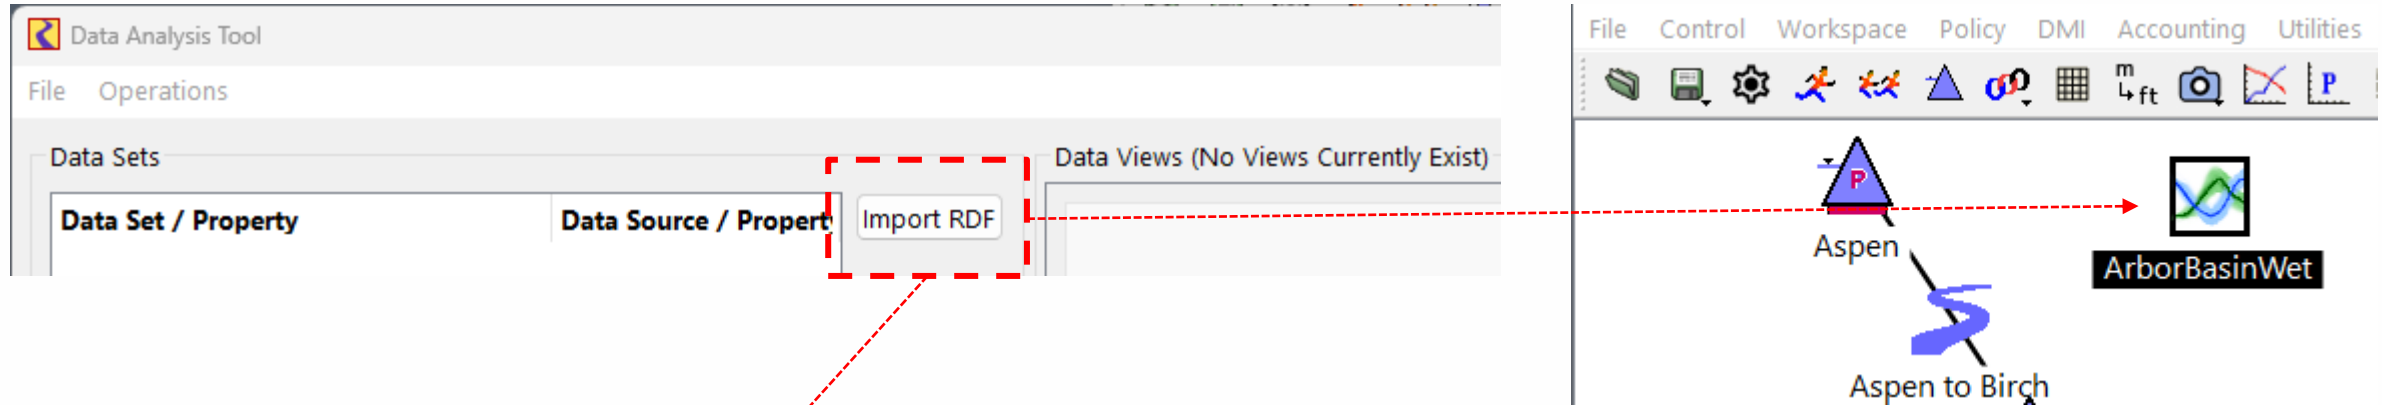 Data Analysis Tool
File Operations
Data Sets
Data Set / Property
Data Source / Propert
Import RDF
Data Views (No Views Currently Exist)
File Control Workspace Policy DMI Accounting Utilities
m
ft
P
P
Aspen
ArborBasinWet
Aspen to Birch